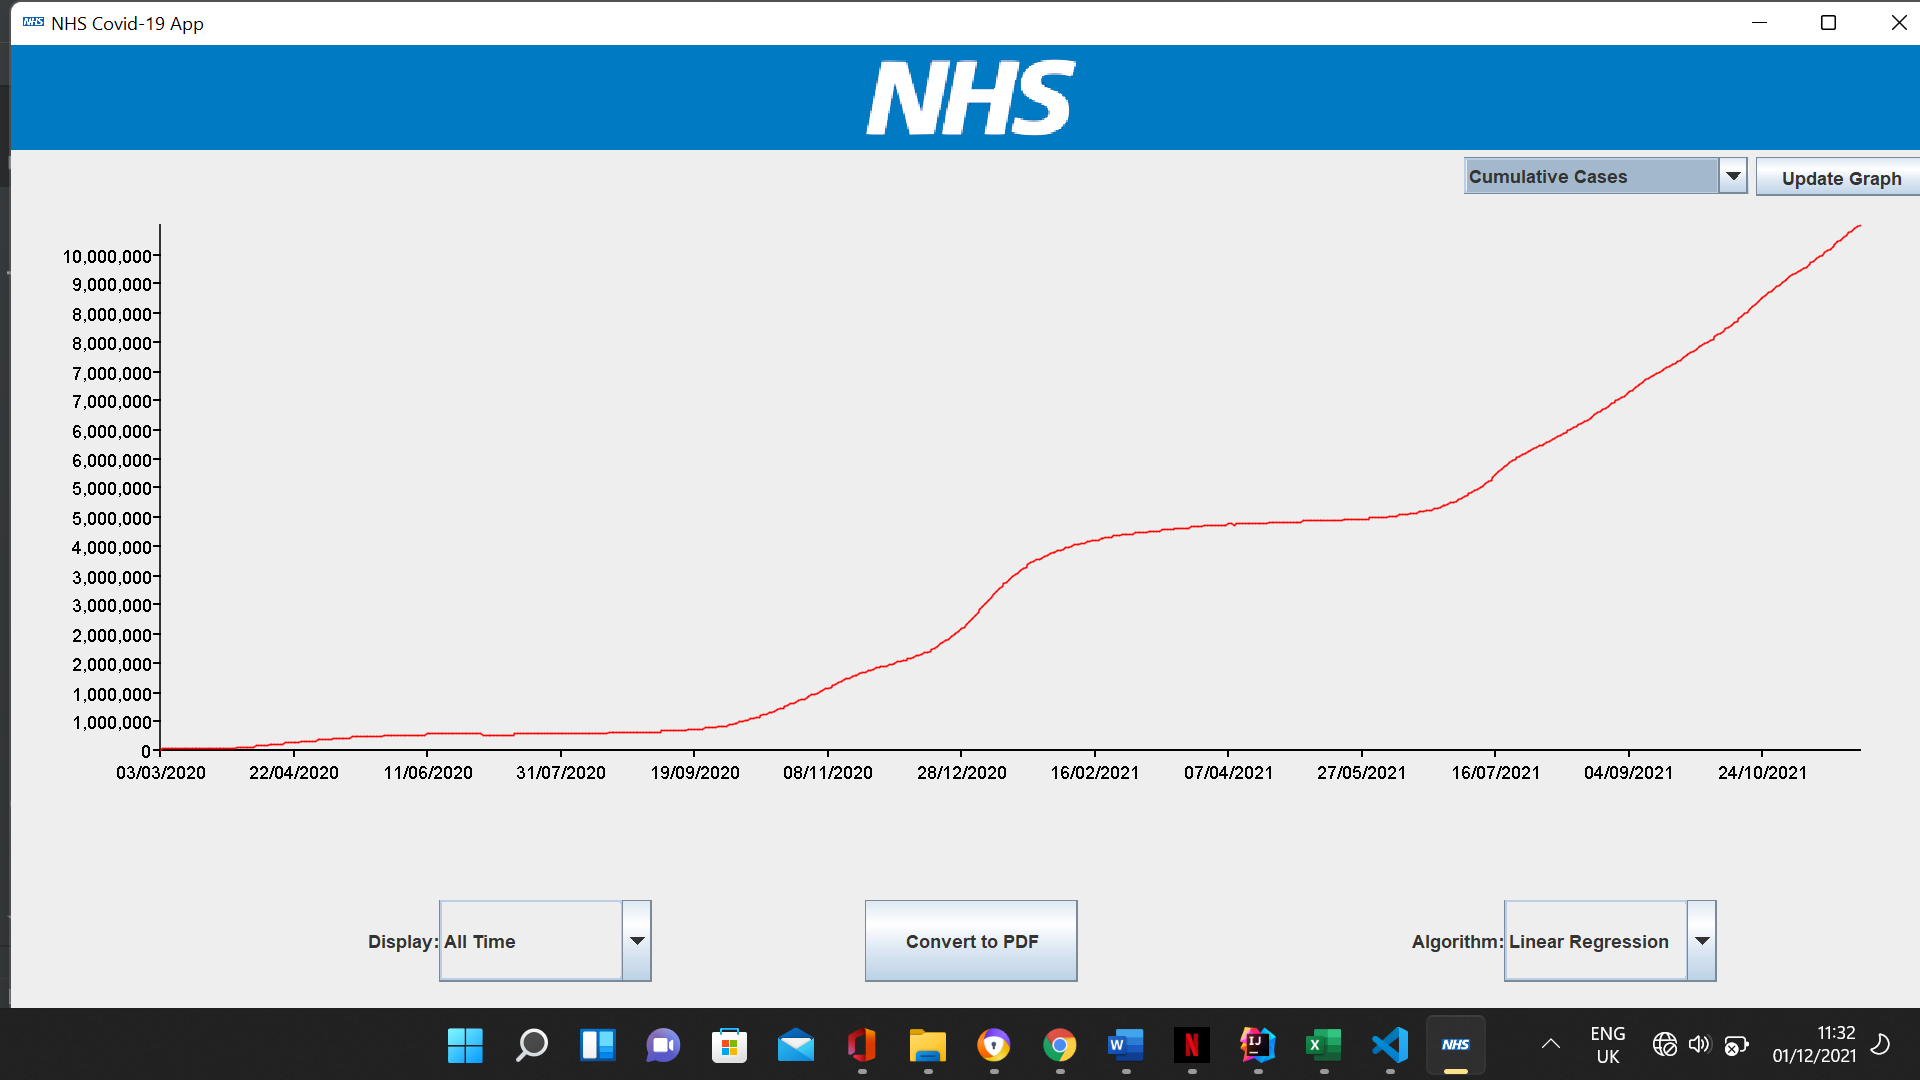 NHS NHS Covid-19 App
NHS
Cumulative Cases
Update Graph
10,000,000
9,000,000
8,000,000
8,000,000
7,000,000
7,000,000
6,000,000
6,000,000
5,000,000
5,000,000
4,000,000
3,000,000
3,000,000
2,000,000
2,000,000
1,000,000
1,000,000
0
03/03/2020 22/04/2020 11/06/2020 31/07/2020 19/09/2020 08/11/2020 28/12/2020 16/02/2021 07/04/2021 27/05/2021 16/07/2021 04/09/2021 24/10/2021
Display: All Time
Convert to PDF
Algorithm: Linear Regression
W
N
IJ
X
NHS
ENG
UK
11:32
01/12/2021